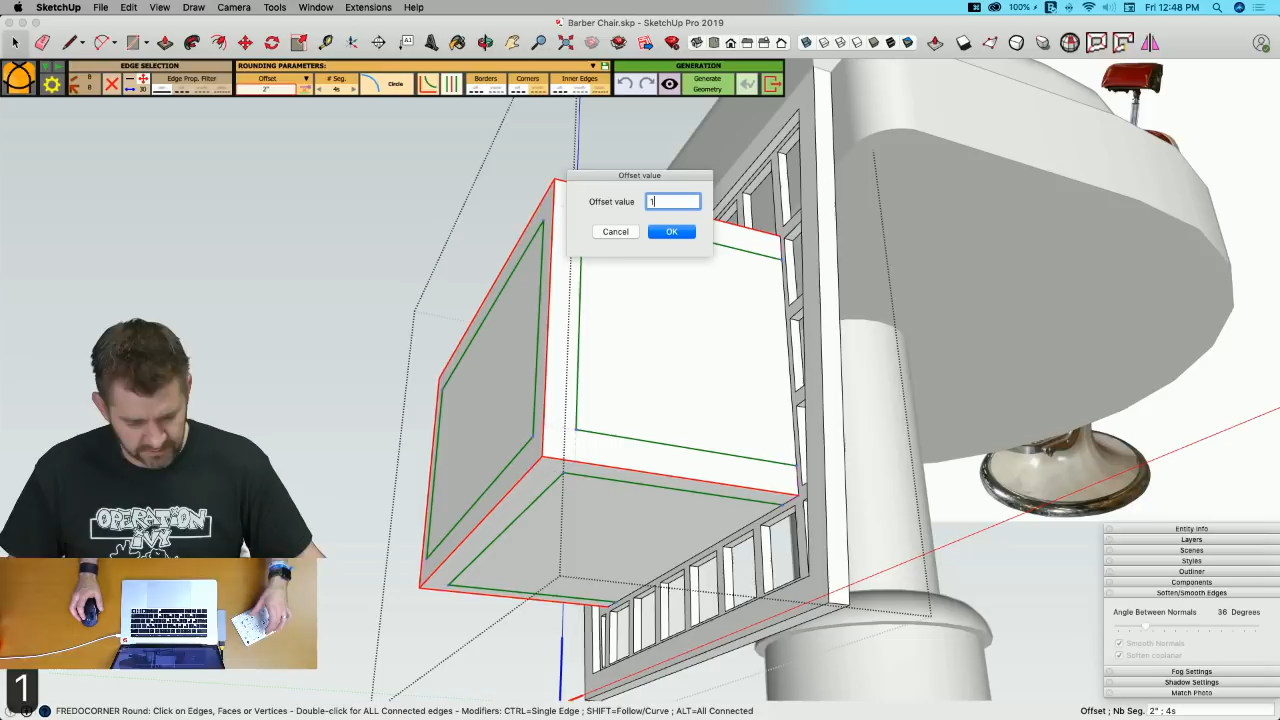 SketchUp File Edit View Draw Camera Tools Window Extensions Help
100% Fri 12:48 PM
Barber Chair.skp - SketchUp Pro 2019
EDGE SELECTION
ROUNDING PARAMETERS:
GENERATION
Edge Prop. Filter
Offset
2"
# Seg.
4s
Circle
Borders
Corners
Inner Edges
Generate
Geometry
30
Offset value
Offset value 1
Cancel OK
OPERATION
IVY
Entity Info
Layers
Scenes
Styles
Outliner
Components
Soften/Smooth Edges
Angle Between Normals 36 Degrees
Smooth Normals
Soften coplanar
Fog Settings
Shadow Settings
Match Photo
1
FREDOCORNER Round: Click on Edges, Faces or Vertices - Double-click for ALL Connected edges - Modifiers: CTRL=Single Edge ; SHIFT=Follow/Curve ; ALT=All Connected
Offset ; Nb Seg. 2" ; 4s